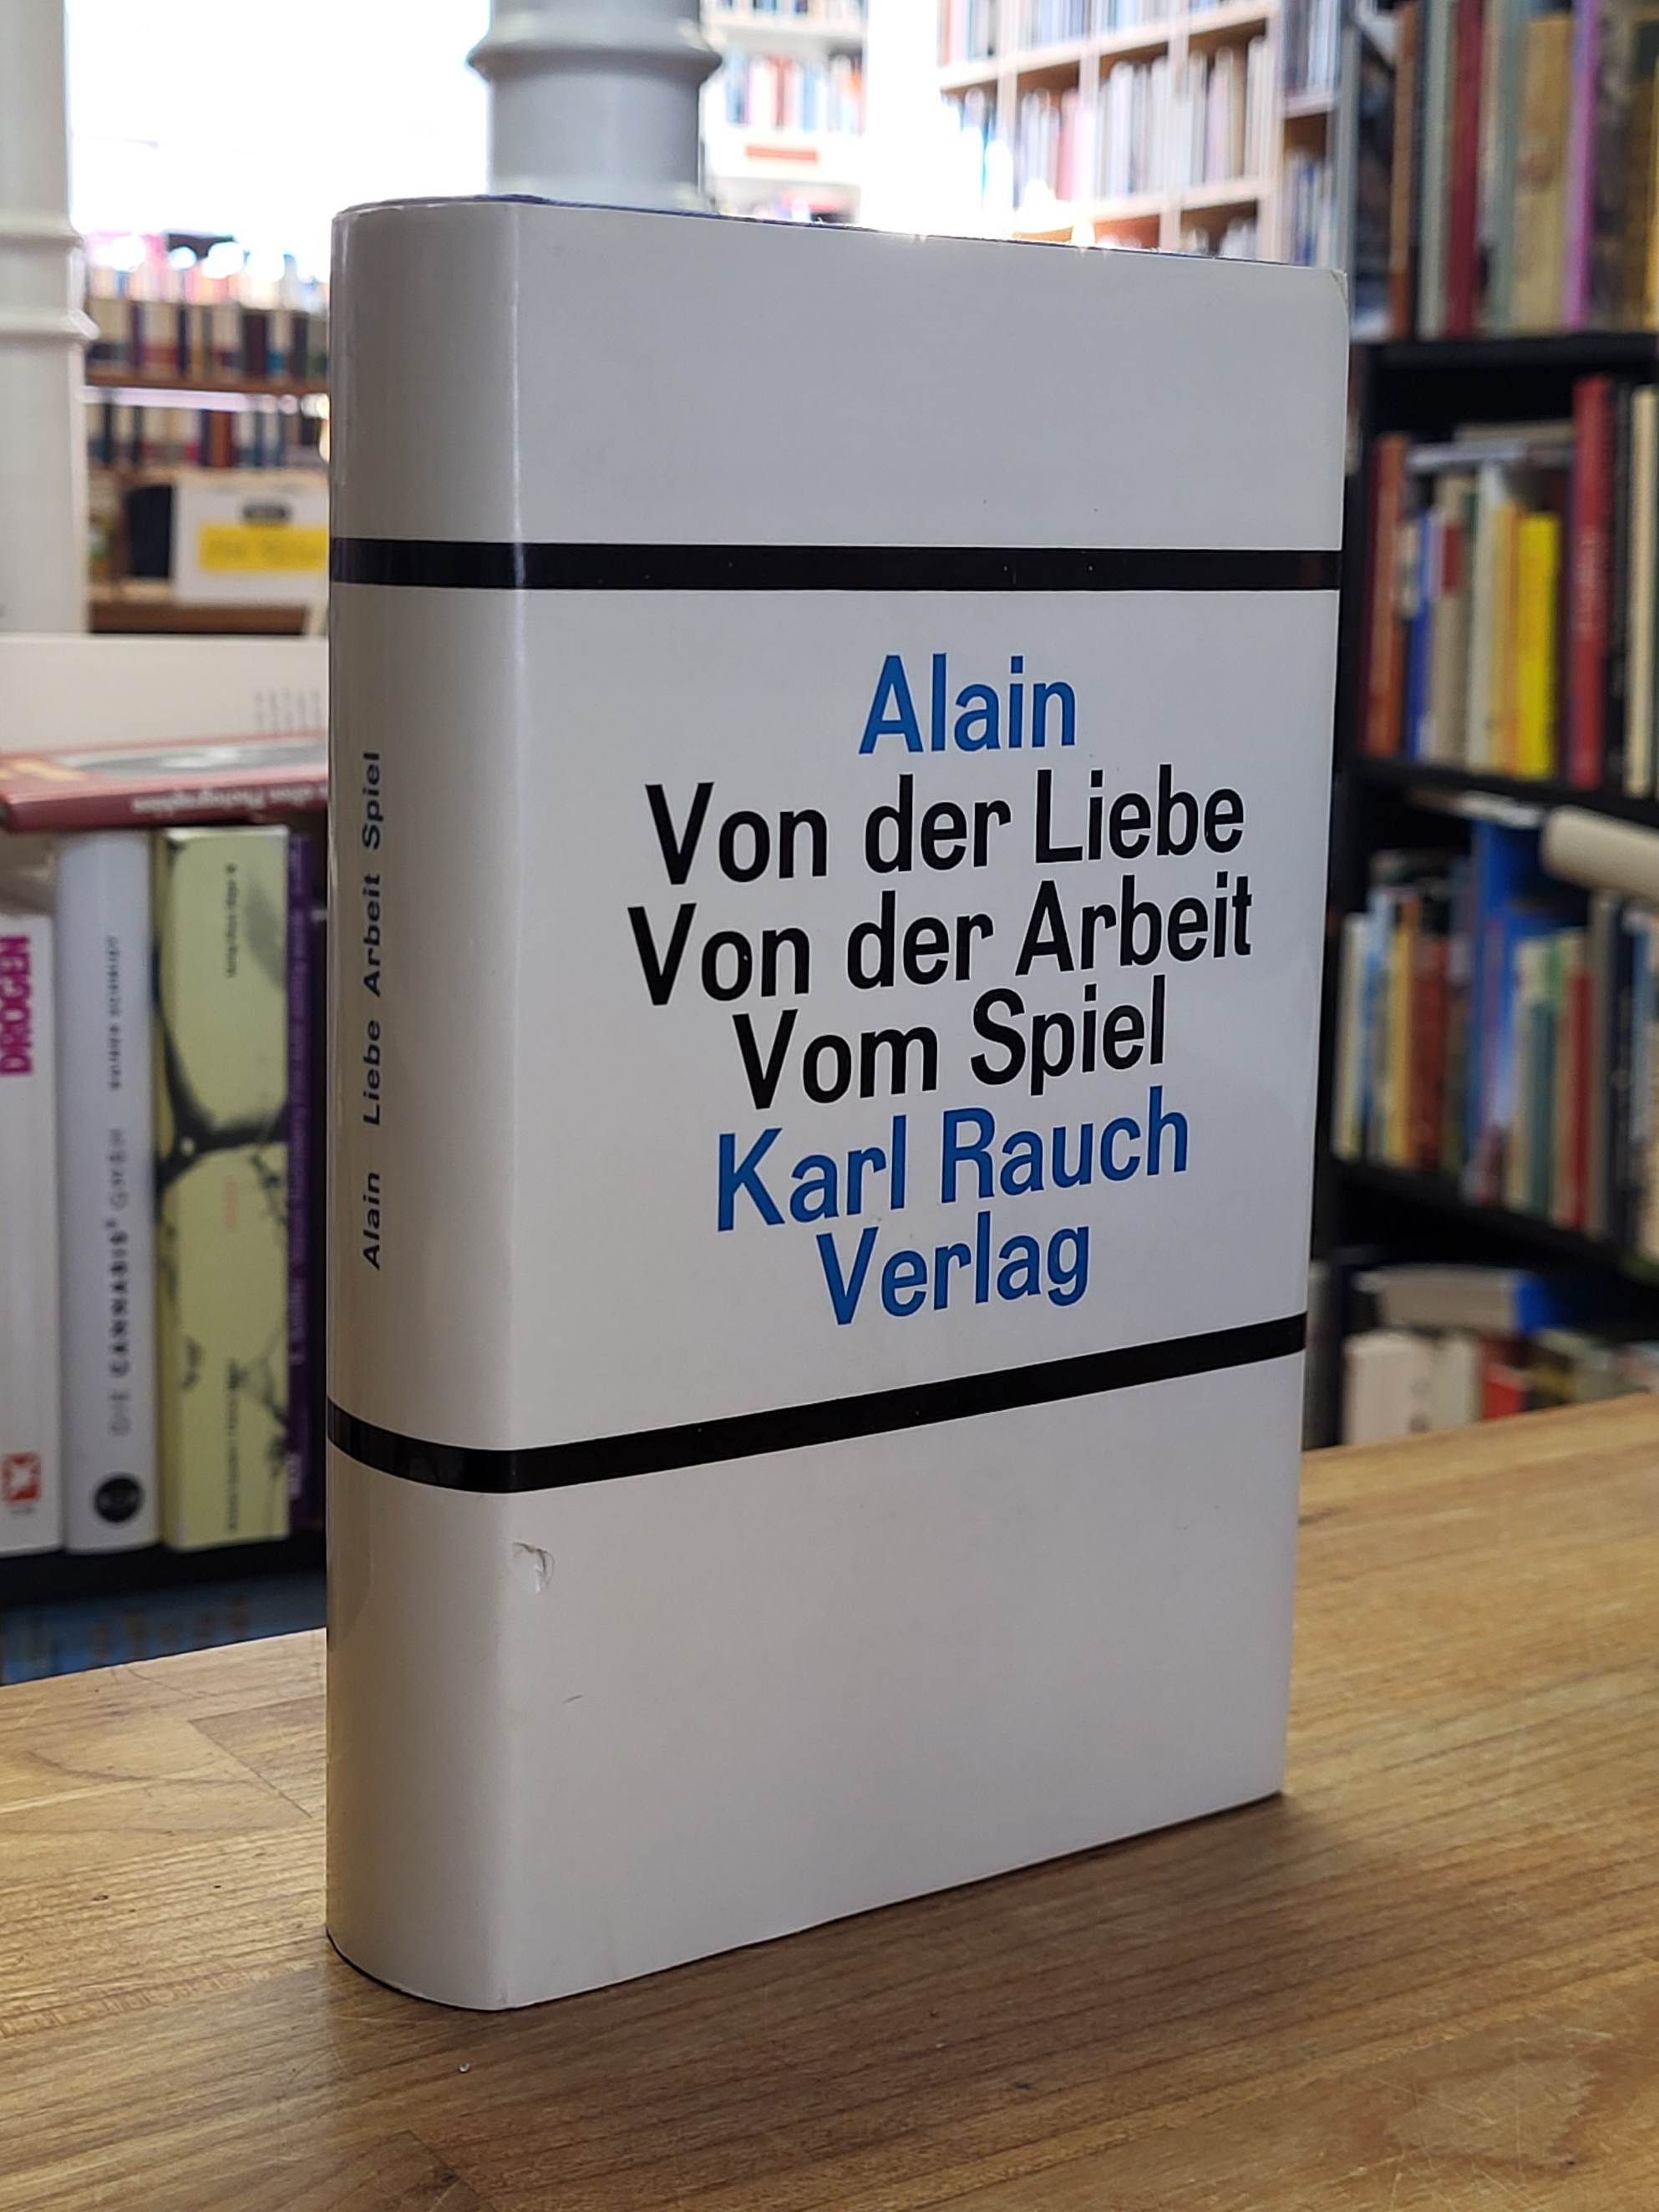 Alain
Von der Liebe
Von der Arbeit
Vom Spiel
Karl Rauch
Verlag
Alain Liebe Arbeit Spiel
DROGEN
DIE CANNABIS GMBH